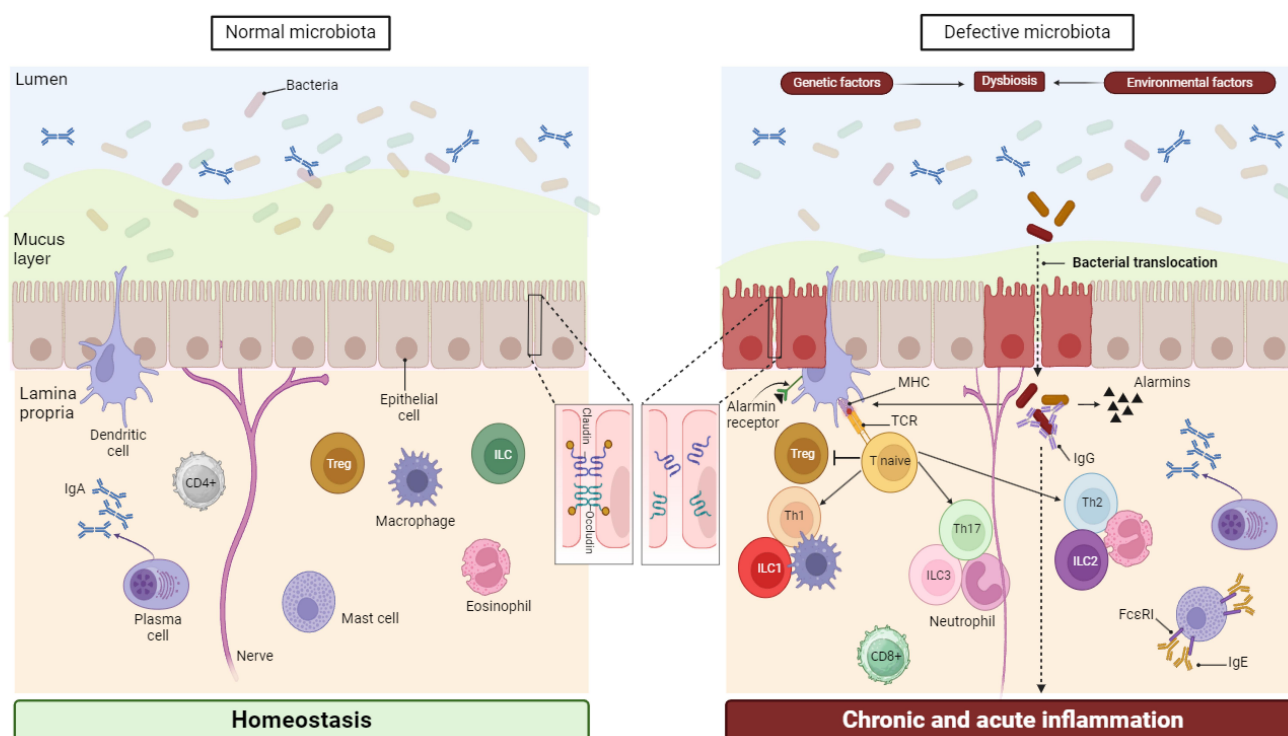 Normal microbiota
Lumen
Bacteria
Mucus
layer
Lamina
propria
Dendritic
cell
Epithelial
cell
IgA
CD4+
Treg
Macrophage
ILC
Plasma
cell
Mast cell
Eosinophil
Nerve
Homeostasis
Claudin
Occludin
Defective microbiota
Genetic factors
Dysbiosis
Environmental factors
Bacterial translocation
Alarmin
receptor
MHC
TCR
Alarmins
IgG
Treg
T naive
Th1
Th17
Th2
ILC1
ILC3
ILC2
Neutrophil
CD8+
FcεRI
IgE
Chronic and acute inflammation